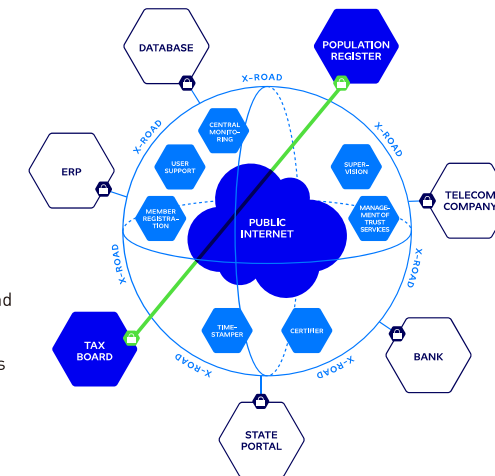 POPULATION
REGISTER
DATABASE
X-ROAD
CENTRAL
MONITO-
RING
X-ROAD
X-ROAD
USER
SUPPORT
SUPER-
VISION
ERP
MEMBER
REGISTRA-
TION
MANAGE-
MENT OF
TRUST
SERVICES
TELECOM
COMPANY
PUBLIC
INTERNET
X-ROAD
X-ROAD
nd
TIME-
STAMPER
CERTIFIER
TAX
BOARD
s
BANK
X-ROAD
X-ROAD
STATE
PORTAL